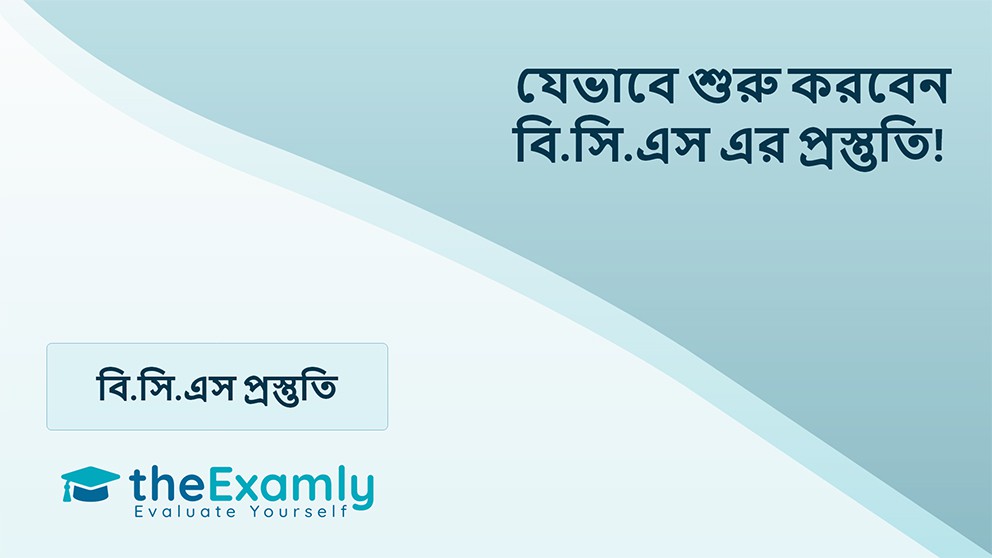 যেভাবে শুরু করবেন
বি.সি.এস এর প্রস্তুতি!
বি.সি.এস প্রস্তুতি
theExamly
Evaluate Yourself